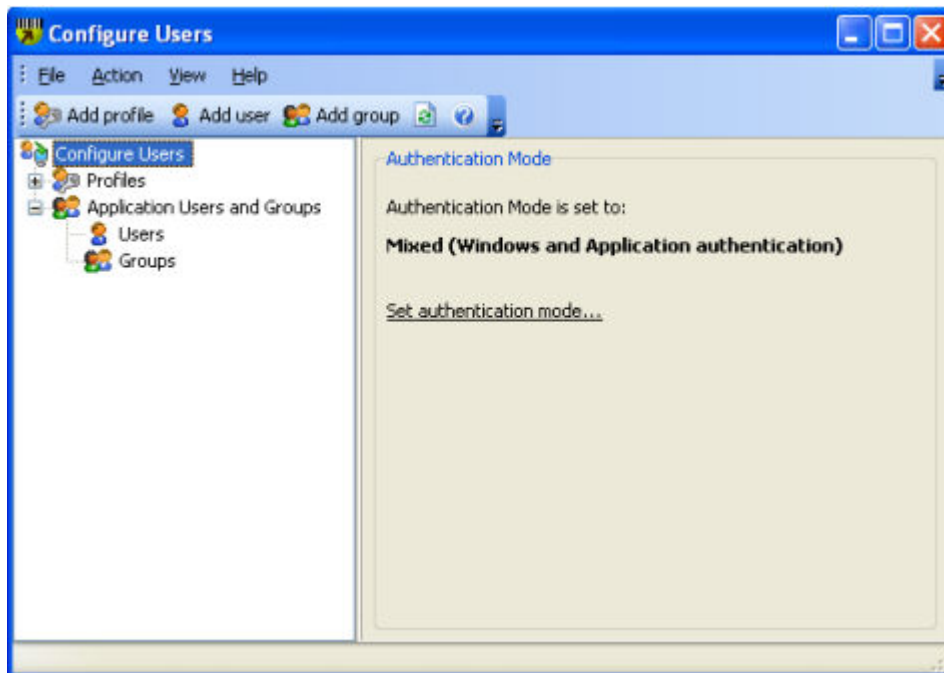 Configure Users
File Action View Help
Add profile Add user Add group
Configure Users
Profiles
Application Users and Groups
Users
Groups
Authentication Mode
Authentication Mode is set to:
Mixed (Windows and Application authentication)
Set authentication mode...